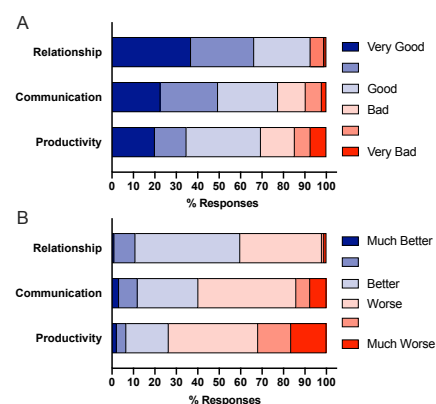 A
Relationship
Communication
Productivity
0 10 20 30 40 50 60 70 80 90 100
% Responses
Very Good
Good
Bad
Very Bad
B
Relationship
Communication
Productivity
0 10 20 30 40 50 60 70 80 90 100
% Responses
Much Better
Better
Worse
Much Worse